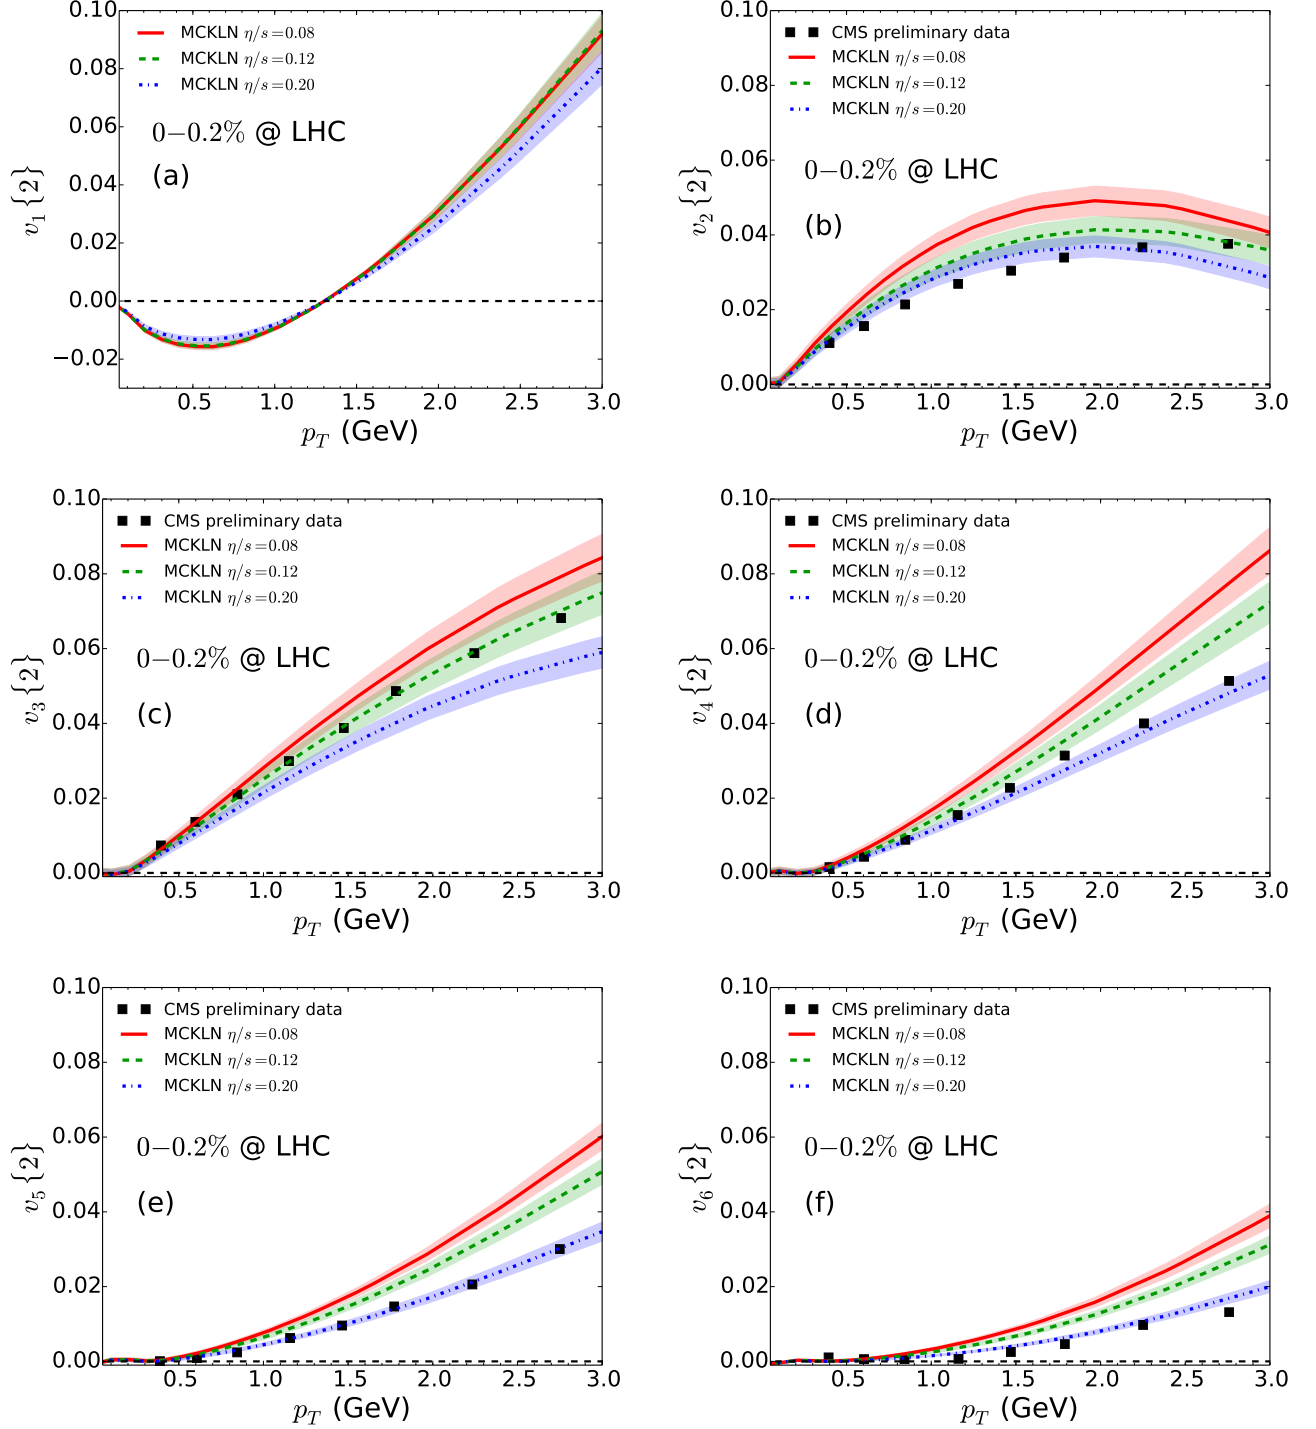 0.10
0.08
0.06
0.04
0.02
0.00
−0.02
v₁{2}
MCKLN η/s=0.08
MCKLN η/s=0.12
MCKLN η/s=0.20
0−0.2% @ LHC
(a)
0.5 1.0 1.5 2.0 2.5 3.0
p_T (GeV)
0.10
0.08
0.06
0.04
0.02
0.00
v₂{2}
CMS preliminary data
MCKLN η/s=0.08
MCKLN η/s=0.12
MCKLN η/s=0.20
0−0.2% @ LHC
(b)
0.5 1.0 1.5 2.0 2.5 3.0
p_T (GeV)
0.10
0.08
0.06
0.04
0.02
0.00
v₃{2}
CMS preliminary data
MCKLN η/s=0.08
MCKLN η/s=0.12
MCKLN η/s=0.20
0−0.2% @ LHC
(c)
0.5 1.0 1.5 2.0 2.5 3.0
p_T (GeV)
0.10
0.08
0.06
0.04
0.02
0.00
v₄{2}
CMS preliminary data
MCKLN η/s=0.08
MCKLN η/s=0.12
MCKLN η/s=0.20
0−0.2% @ LHC
(d)
0.5 1.0 1.5 2.0 2.5 3.0
p_T (GeV)
0.10
0.08
0.06
0.04
0.02
0.00
v₅{2}
CMS preliminary data
MCKLN η/s=0.08
MCKLN η/s=0.12
MCKLN η/s=0.20
0−0.2% @ LHC
(e)
0.5 1.0 1.5 2.0 2.5 3.0
p_T (GeV)
0.10
0.08
0.06
0.04
0.02
0.00
v₆{2}
CMS preliminary data
MCKLN η/s=0.08
MCKLN η/s=0.12
MCKLN η/s=0.20
0−0.2% @ LHC
(f)
0.5 1.0 1.5 2.0 2.5 3.0
p_T (GeV)